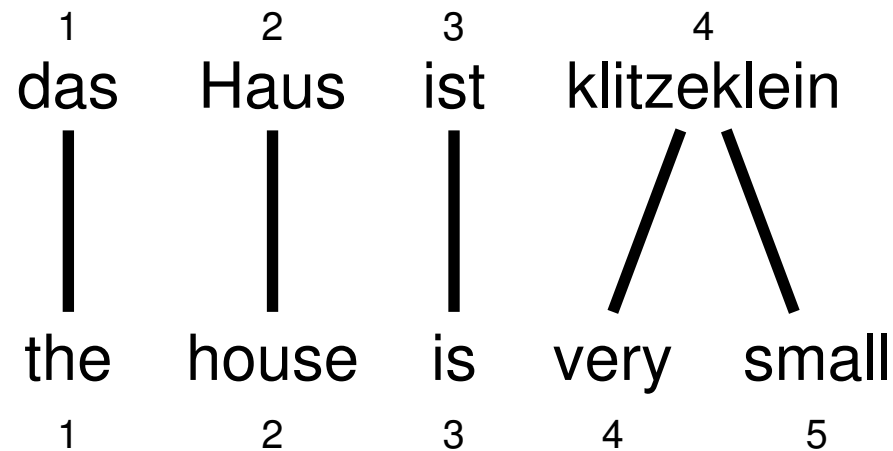 1 2 3 4
das Haus ist klitzeklein
the house is very small
1 2 3 4 5